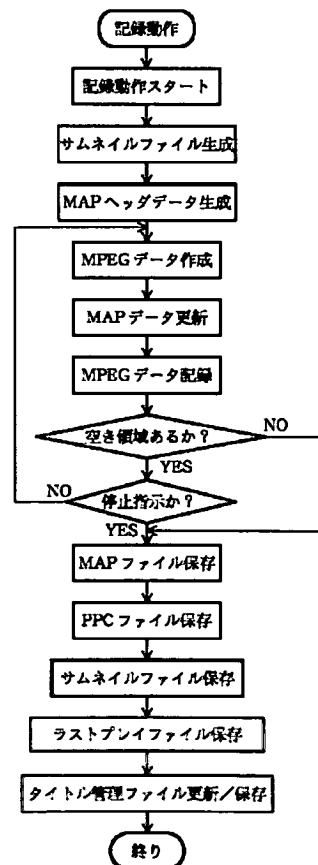 記録動作
記録動作スタート
サムネイルファイル生成
MAPヘッダデータ生成
MPEGデータ作成
MAPデータ更新
MPEGデータ記録
空き領域あるか？
NO
YES
停止指示か？
NO
YES
MAPファイル保存
PPCファイル保存
サムネイルファイル保存
ラストプレイファイル保存
タイトル管理ファイル更新／保存
終り